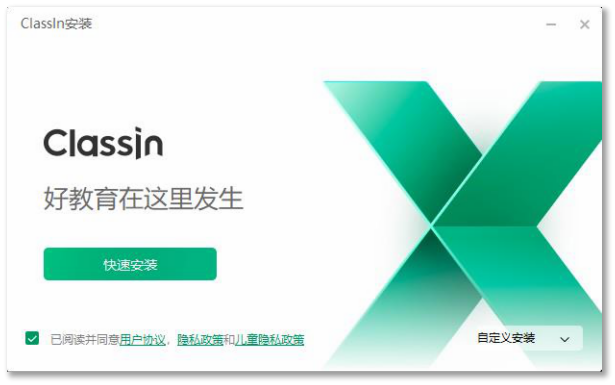 ClassIn安装
Classin
好教育在这里发生
快速安装
已阅读并同意用户协议，隐私政策和儿童隐私政策
自定义安装